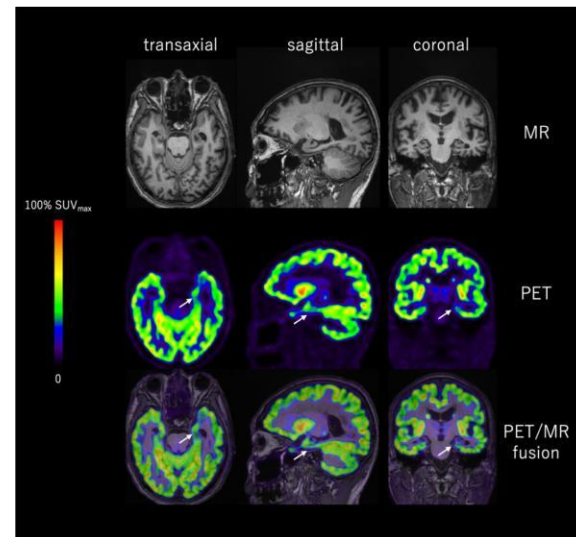 transaxial sagittal coronal
MR
100% SUVmax
PET
0
PET/MR
fusion